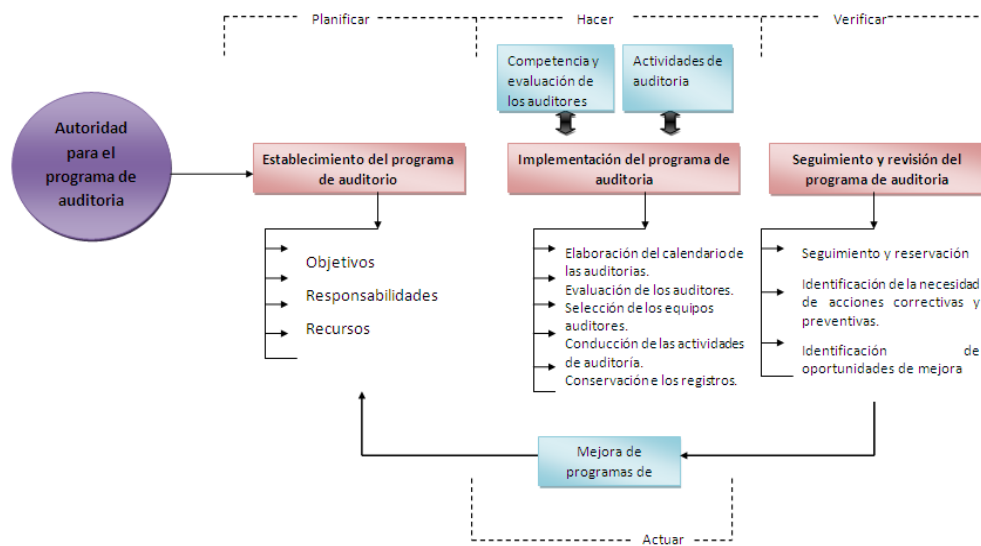 Planificar
Hacer
Verificar
Competencia y
evaluación de
los auditores
Actividades de
auditoria
Autoridad
para el
programa de
auditoria
Establecimiento del programa
de auditorio
Implementación del programa de
auditoria
Seguimiento y revisión del
programa de auditoria
Objetivos
Responsabilidades
Recursos
Elaboración del calendario de
las auditorias.
Evaluación de los auditores.
Selección de los equipos
auditores.
Conducción de las actividades
de auditoría.
Conservación e los registros.
Seguimiento y reservación
Identificación de la necesidad
de acciones correctivas y
preventivas.
Identificación de
oportunidades de mejora
Mejora de
programas de
Actuar